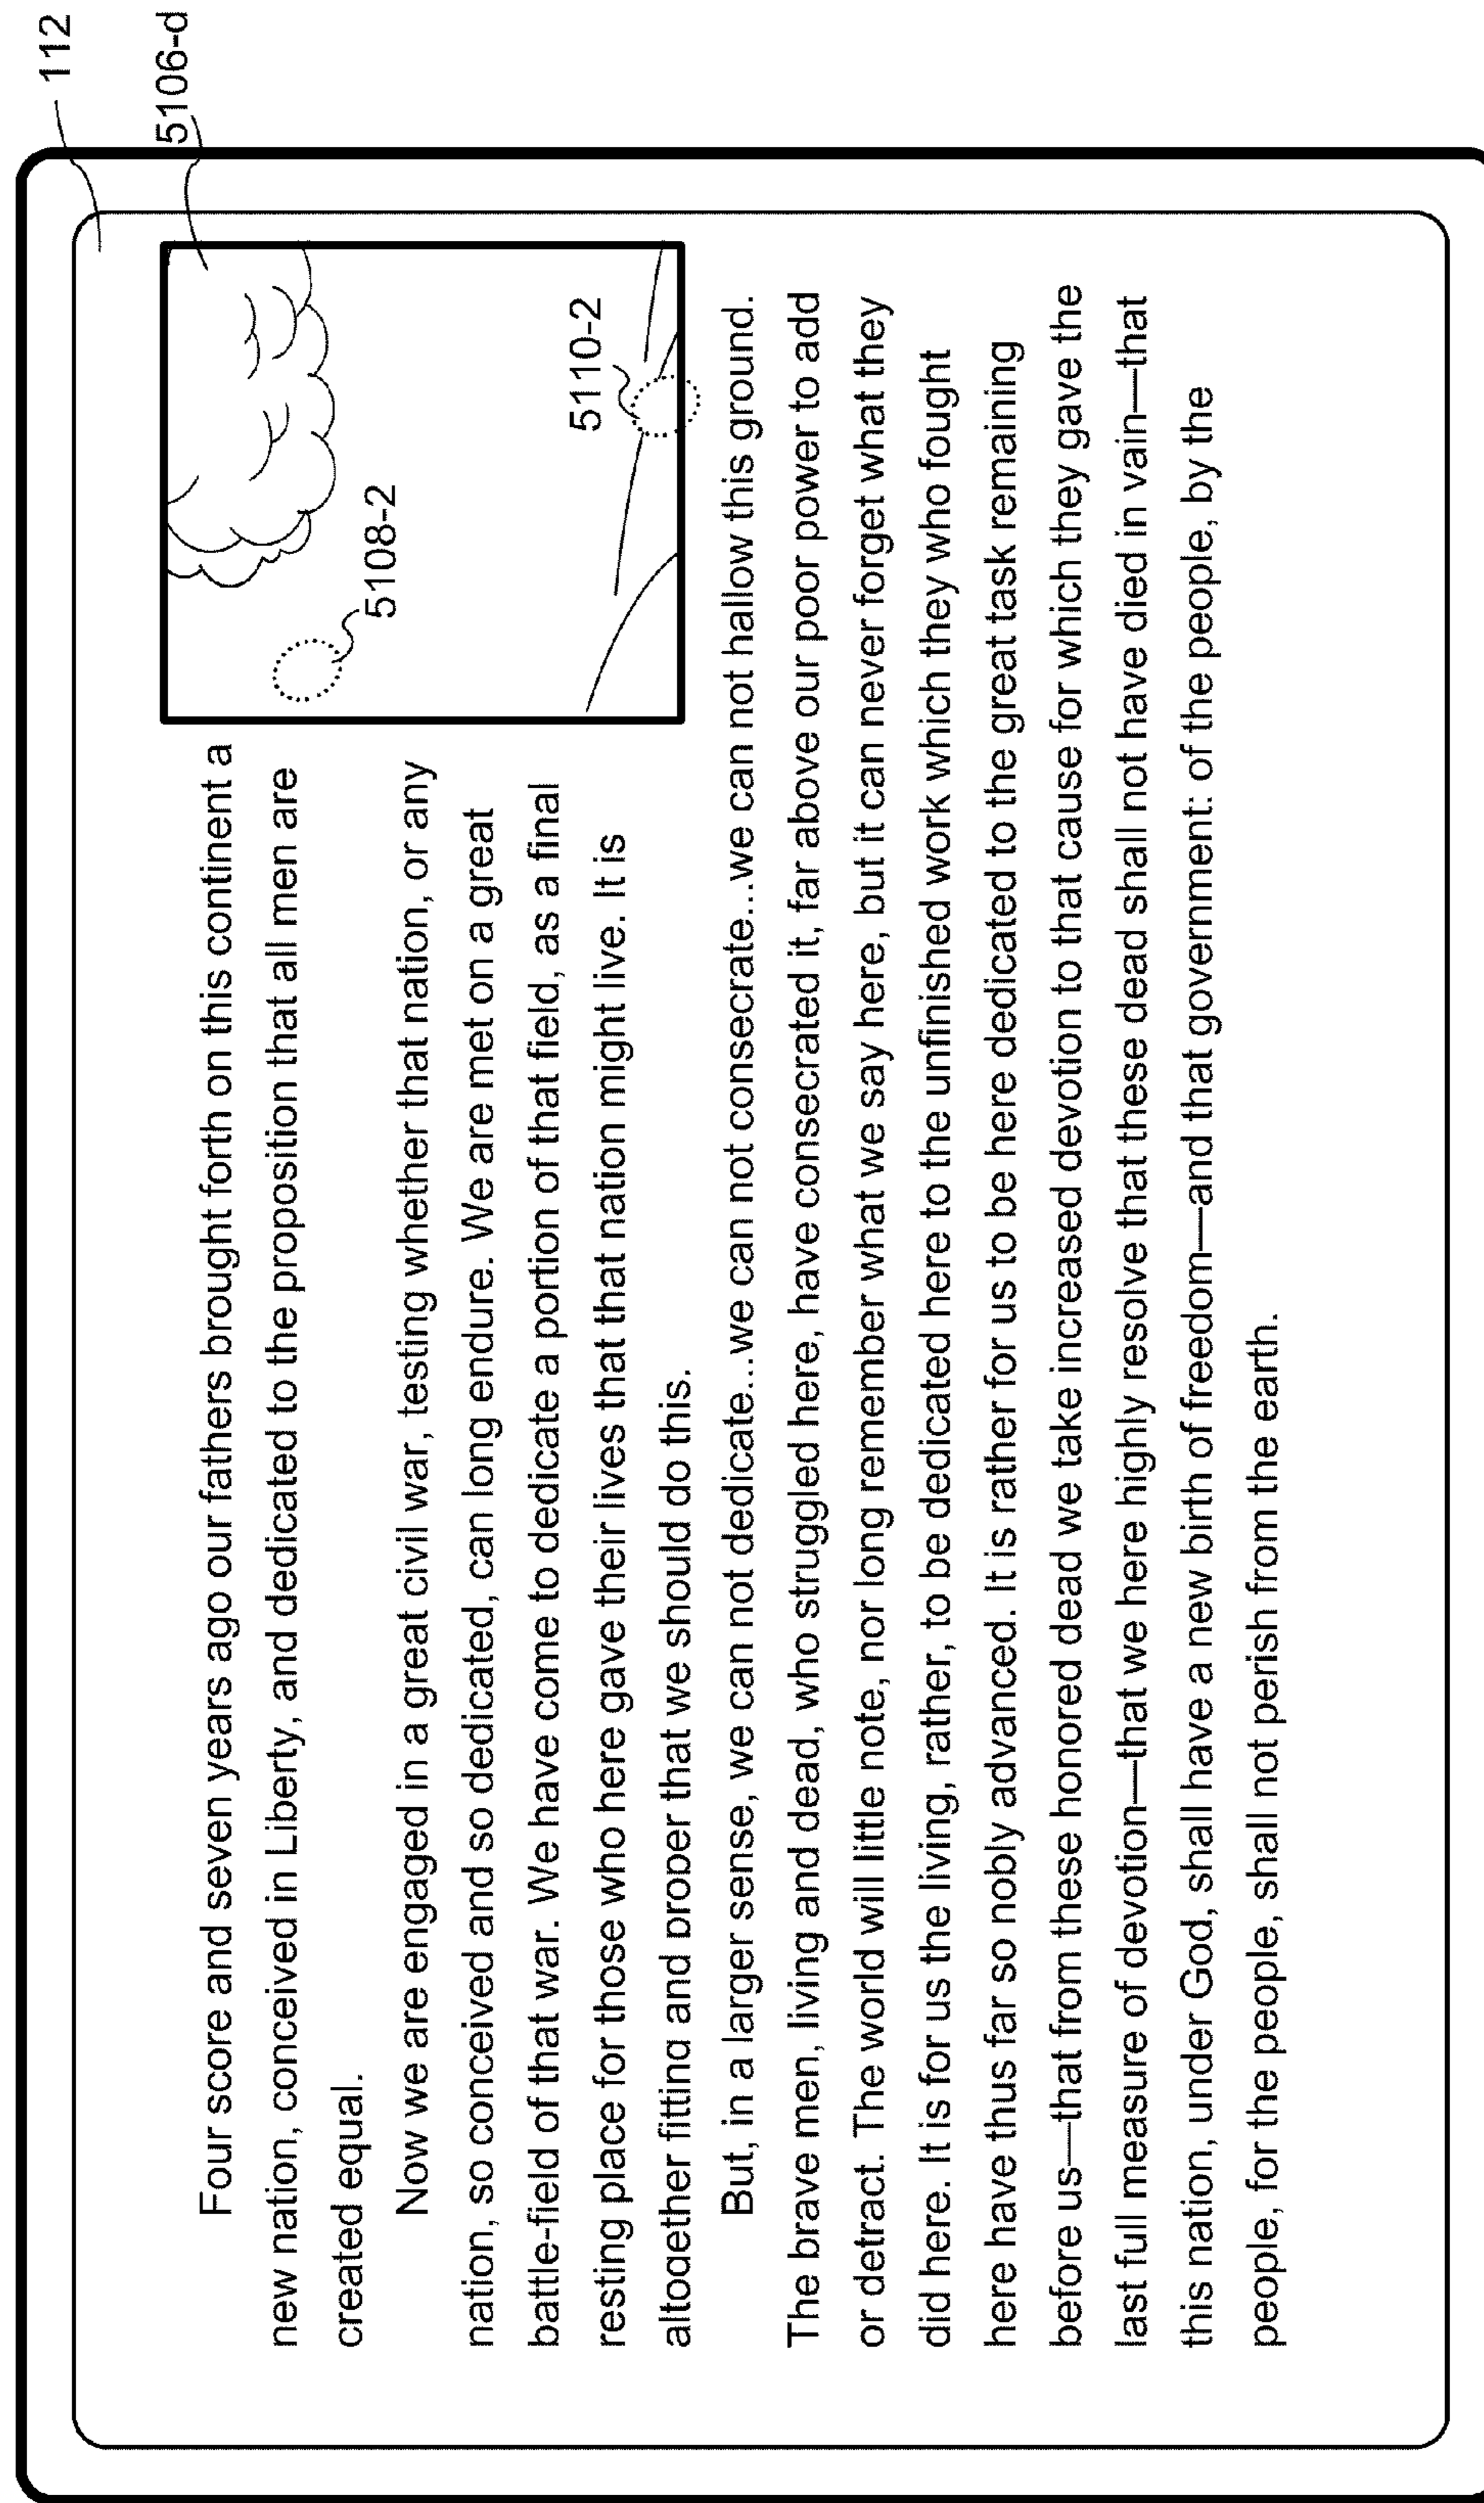 112
5106-d
5108-2
5110-2
Four score and seven years ago our fathers brought forth on this continent a
new nation, conceived in Liberty, and dedicated to the proposition that all men are
created equal.
Now we are engaged in a great civil war, testing whether that nation, or any
nation, so conceived and so dedicated, can long endure. We are met on a great
battle-field of that war. We have come to dedicate a portion of that field, as a final
resting place for those who here gave their lives that that nation might live. It is
altogether fitting and proper that we should do this.
But, in a larger sense, we can not dedicate...we can not consecrate...we can not hallow this ground.
The brave men, living and dead, who struggled here, have consecrated it, far above our poor power to add
or detract. The world will little note, nor long remember what we say here, but it can never forget what they
did here. It is for us the living, rather, to be dedicated here to the unfinished work which they who fought
here have thus far so nobly advanced. It is rather for us to be here dedicated to the great task remaining
before us—that from these honored dead we take increased devotion to that cause for which they gave the
last full measure of devotion—that we here highly resolve that these dead shall not have died in vain—that
this nation, under God, shall have a new birth of freedom—and that government: of the people, by the
people, for the people, shall not perish from the earth.